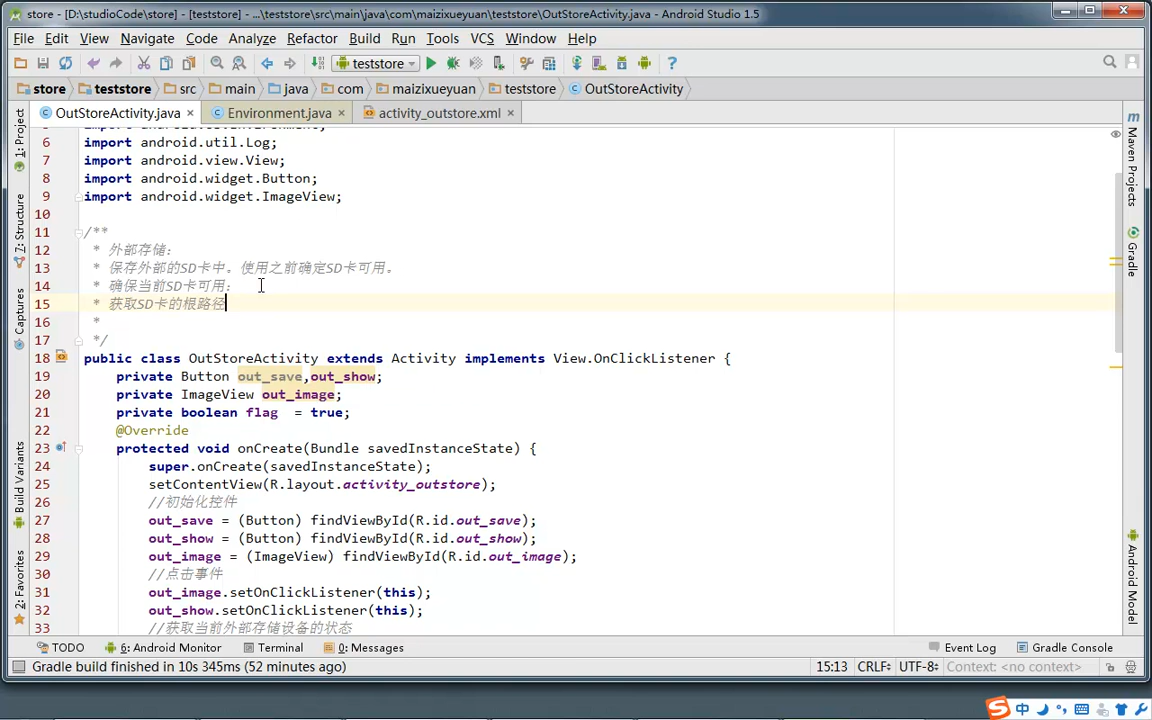 store - [D:\studioCode\store] - [teststore] - ...\teststore\src\main\java\com\maizixueyuan\teststore\OutStoreActivity.java - Android Studio 1.5
File Edit View Navigate Code Analyze Refactor Build Run Tools VCS Window Help
teststore
store teststore src main java com maizixueyuan teststore OutStoreActivity
OutStoreActivity.java Environment.java activity_outstore.xml
6 import android.util.Log;
7 import android.view.View;
8 import android.widget.Button;
9 import android.widget.ImageView;
10
11 /**
12 * 外部存储:
13 * 保存外部的SD卡中。使用之前确定SD卡可用。
14 * 确保当前SD卡可用:
15 * 获取SD卡的根路径
16 *
17 */
18 public class OutStoreActivity extends Activity implements View.OnClickListener {
19 private Button out_save,out_show;
20 private ImageView out_image;
21 private boolean flag = true;
22 @Override
23 protected void onCreate(Bundle savedInstanceState) {
24 super.onCreate(savedInstanceState);
25 setContentView(R.layout.activity_outstore);
26 //初始化控件
27 out_save = (Button) findViewById(R.id.out_save);
28 out_show = (Button) findViewById(R.id.out_show);
29 out_image = (ImageView) findViewById(R.id.out_image);
30 //点击事件
31 out_image.setOnClickListener(this);
32 out_show.setOnClickListener(this);
33 //获取当前外部存储设备的状态
1: Project
7: Structure
Captures
Build Variants
2: Favorites
m
Maven Projects
Gradle
Android Model
TODO 6: Android Monitor Terminal 0: Messages Event Log Gradle Console
Gradle build finished in 10s 345ms (52 minutes ago) 15:13 CRLF UTF-8 Context: <no context>
中